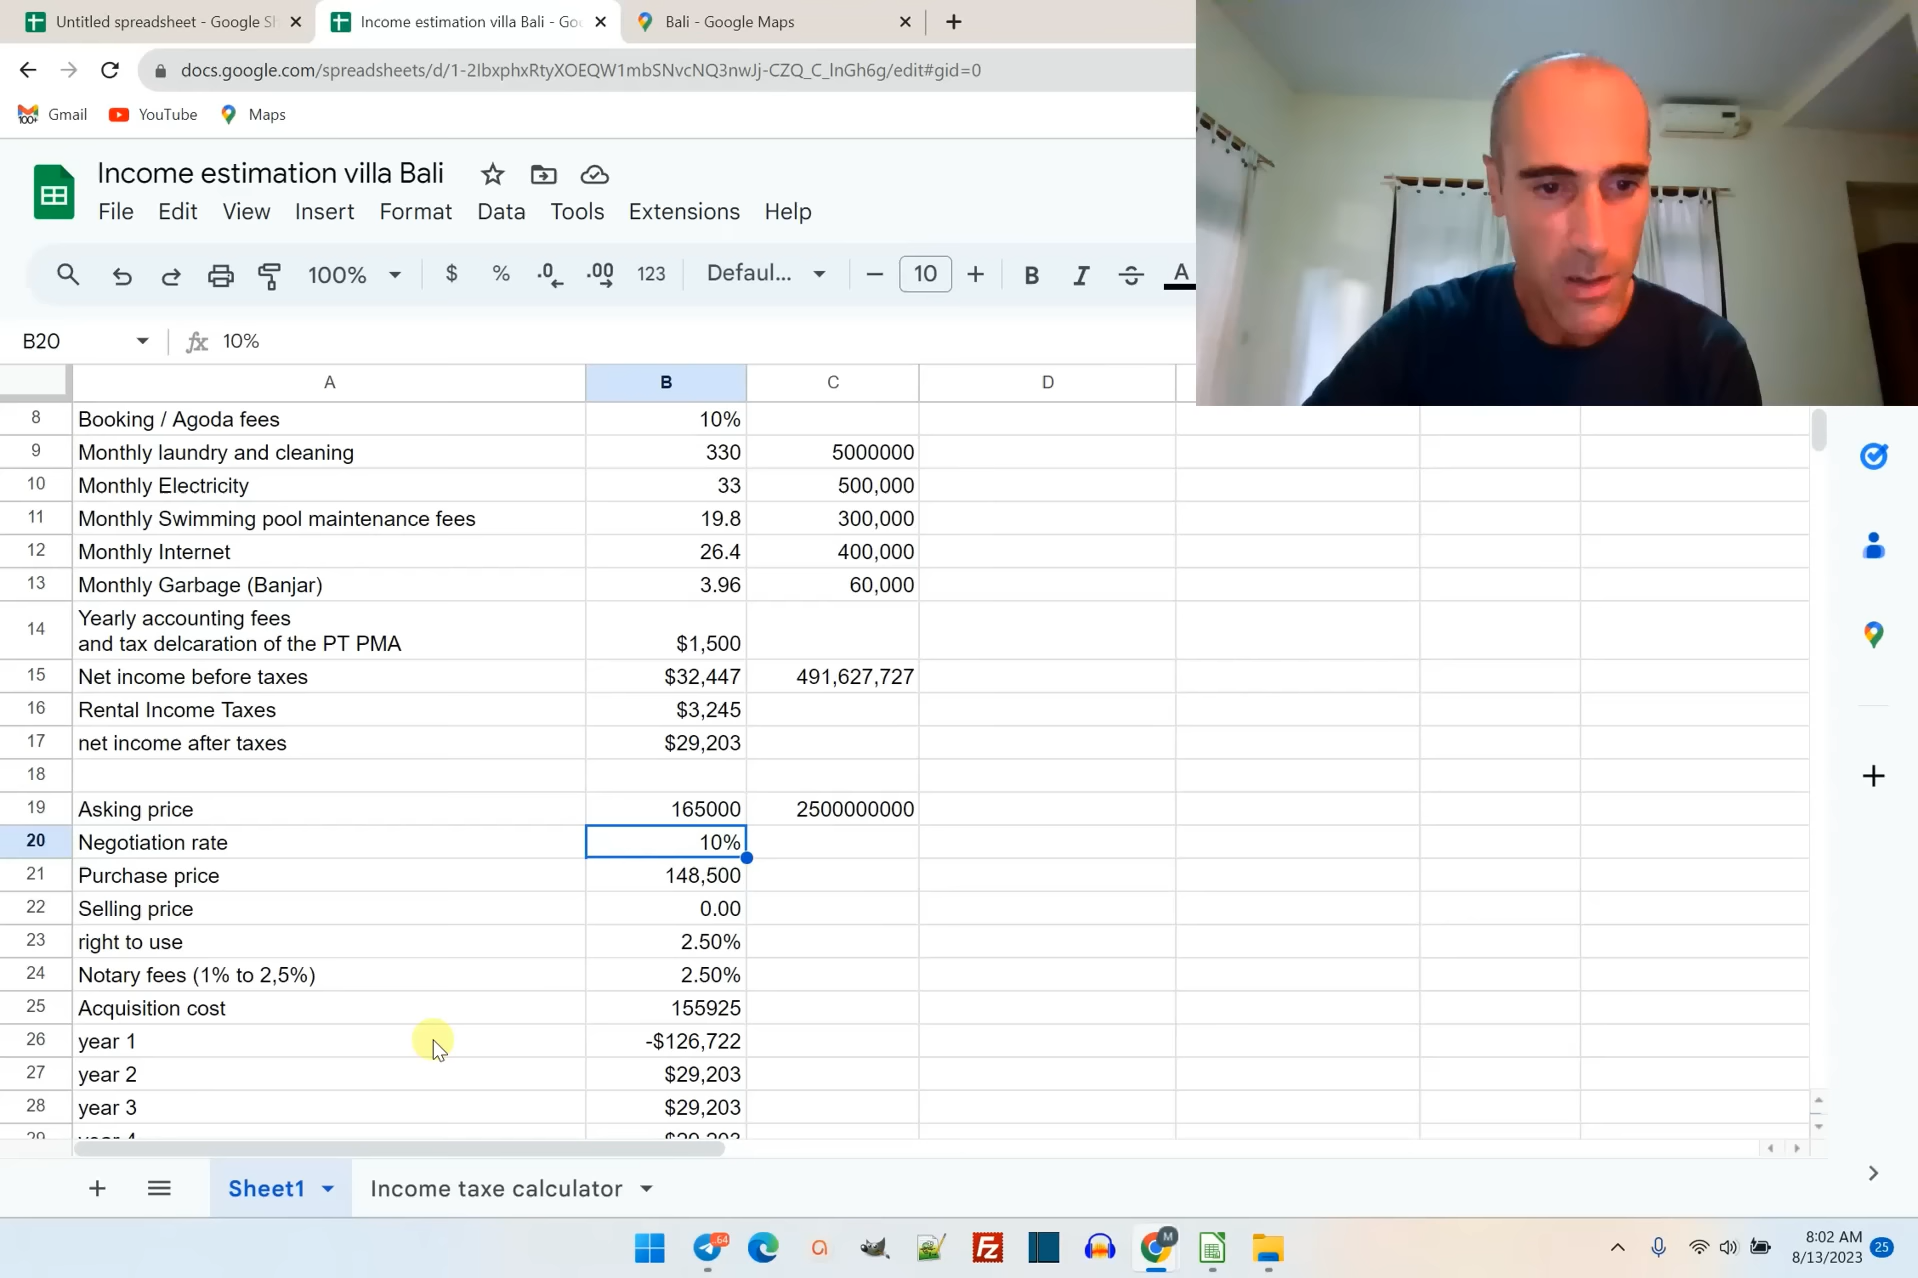 Untitled spreadsheet - Google Sh
Income estimation villa Bali - Goo
Bali - Google Maps
docs.google.com/spreadsheets/d/1-2IbxphxRtyXOEQW1mbSNvcNQ3nwJj-CZQ_C_lnGh6g/edit#gid=0
100+ Gmail YouTube Maps
Income estimation villa Bali
File Edit View Insert Format Data Tools Extensions Help
100% $ % .0 .00 123 Defaul... 10 B I S A
B20 fx 10%
A B C D
8 Booking / Agoda fees 10%
9 Monthly laundry and cleaning 330 5000000
10 Monthly Electricity 33 500,000
11 Monthly Swimming pool maintenance fees 19.8 300,000
12 Monthly Internet 26.4 400,000
13 Monthly Garbage (Banjar) 3.96 60,000
Yearly accounting fees
14 and tax delcaration of the PT PMA $1,500
15 Net income before taxes $32,447 491,627,727
16 Rental Income Taxes $3,245
17 net income after taxes $29,203
18
19 Asking price 165000 2500000000
20 Negotiation rate 10%
21 Purchase price 148,500
22 Selling price 0.00
23 right to use 2.50%
24 Notary fees (1% to 2,5%) 2.50%
25 Acquisition cost 155925
26 year 1 -$126,722
27 year 2 $29,203
28 year 3 $29,203
29 year 4 $29,203
Sheet1 Income taxe calculator
64 M
8:02 AM
8/13/2023 25